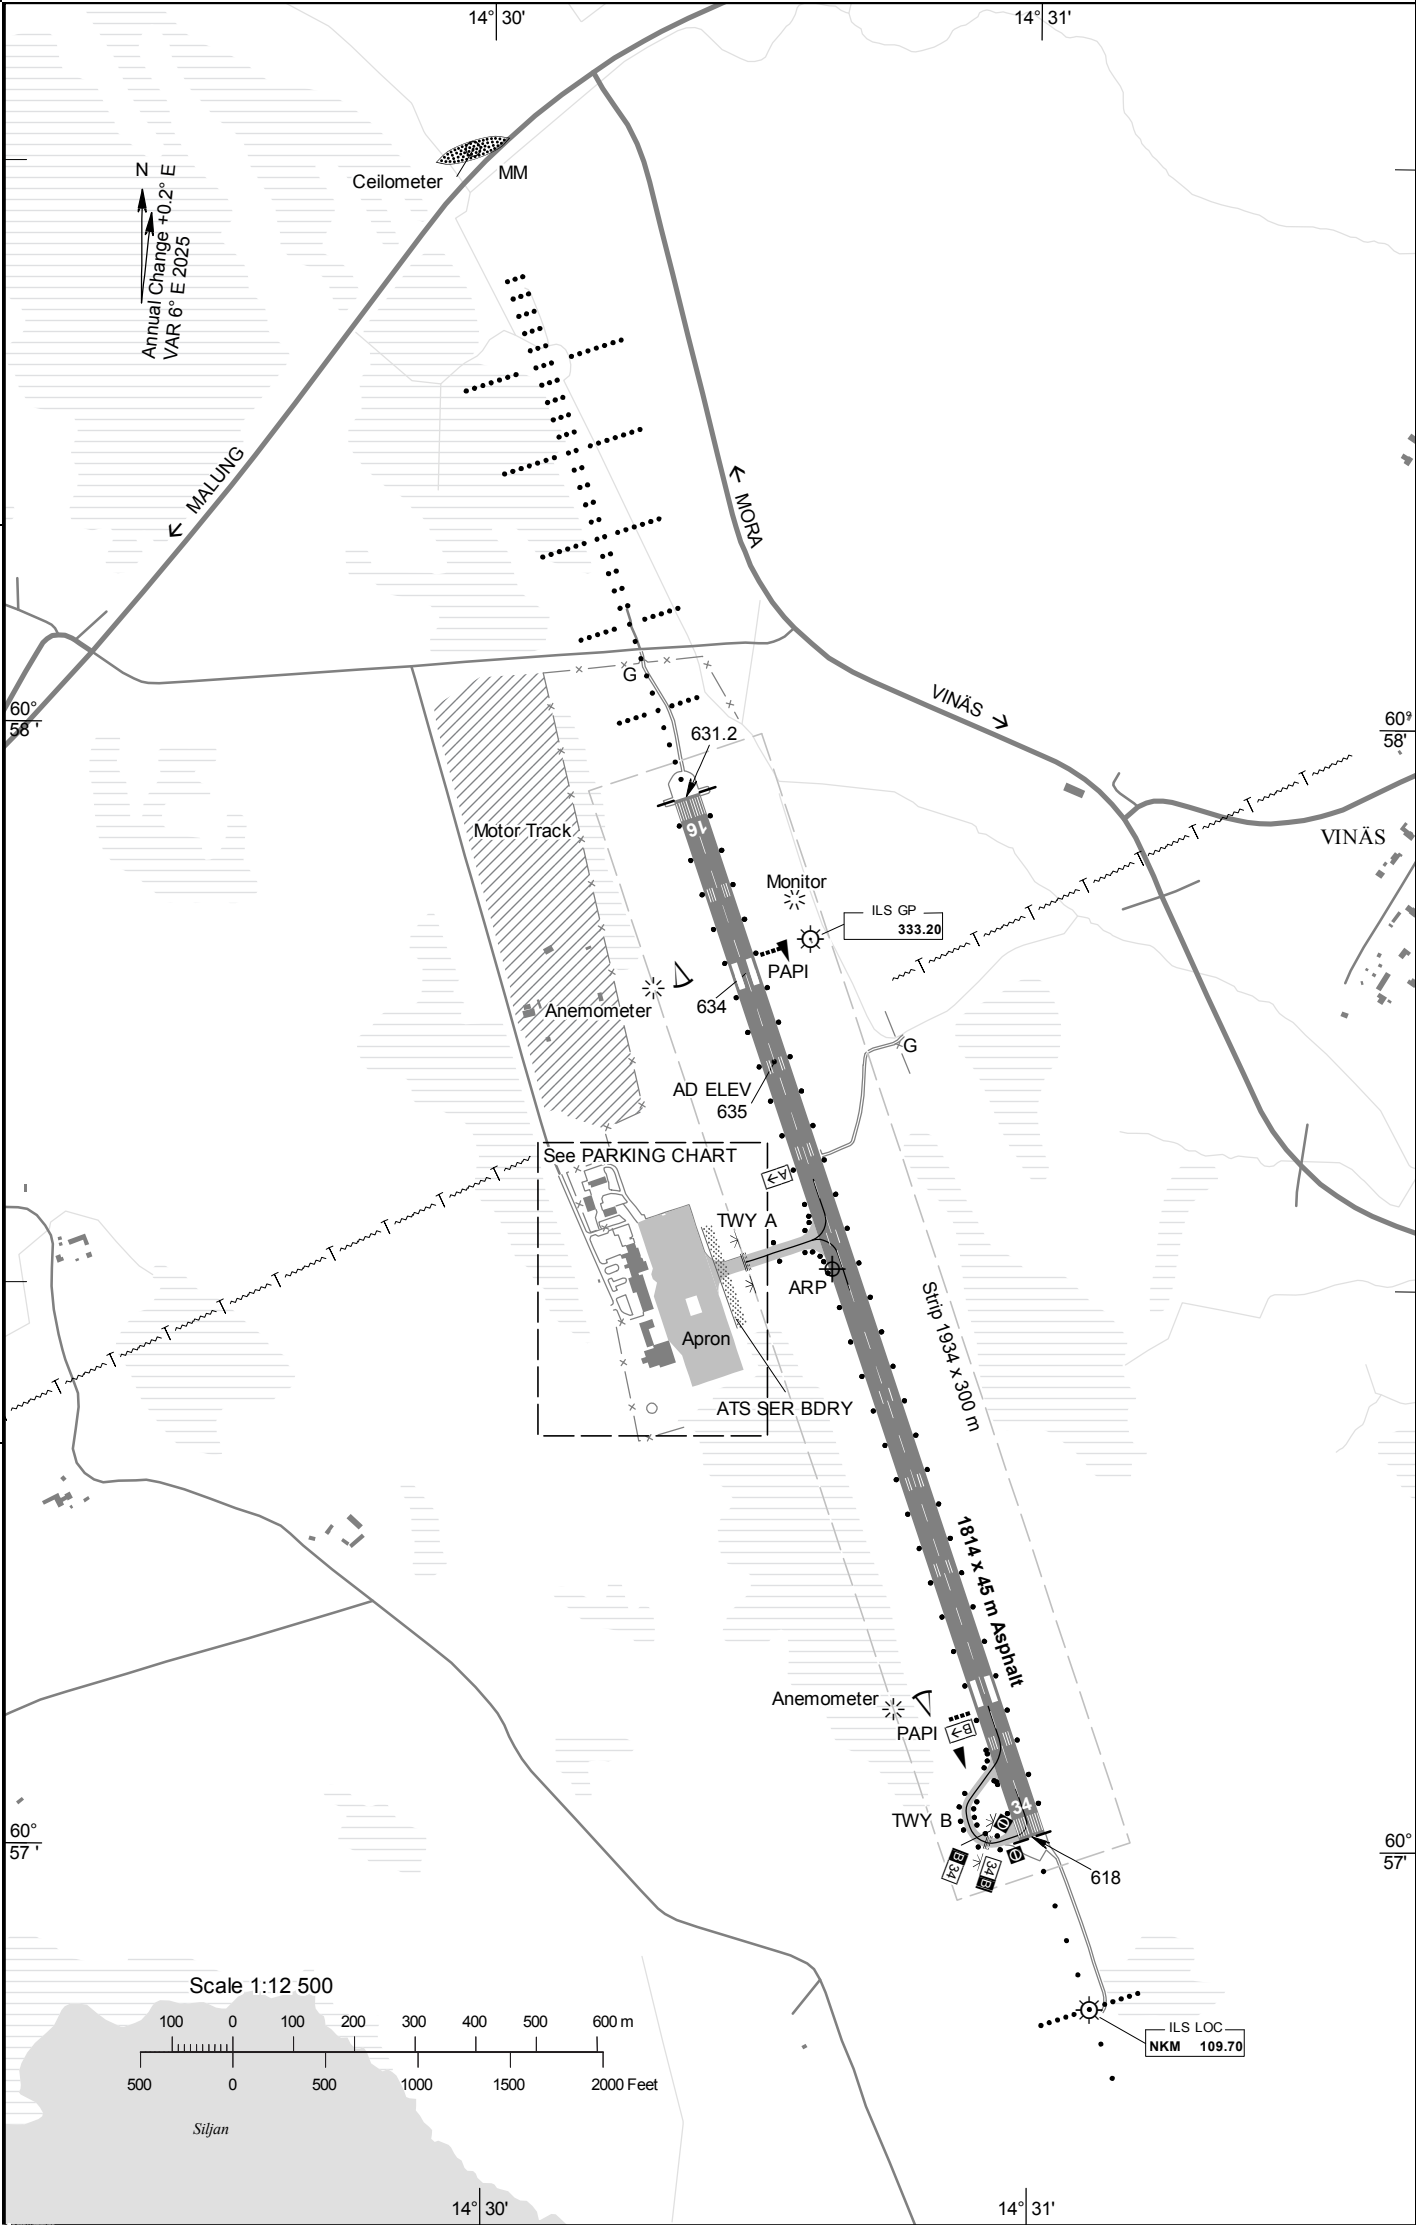 14° 30'
14° 31'
N
Annual Change +0.2° E
VAR 6° E 2025
Ceilometer
MM
MALUNG
MORA
G
60°
58'
VINÄS
60°
58'
631.2
16
Motor Track
VINÄS
Monitor
ILS GP
333.20
PAPI
634
Anemometer
G
AD ELEV
635
See PARKING CHART
A→
TWY A
ARP
Strip 1934 x 300 m
Apron
ATS SER BDRY
1814 x 45 m Asphalt
Anemometer
PAPI
B→
TWY B
34
60°
57'
60°
57'
B 34
34 B
618
Scale 1:12 500
100 0 100 200 300 400 500 600 m
500 0 500 1000 1500 2000 Feet
ILS LOC
NKM 109.70
Siljan
14° 30'
14° 31'